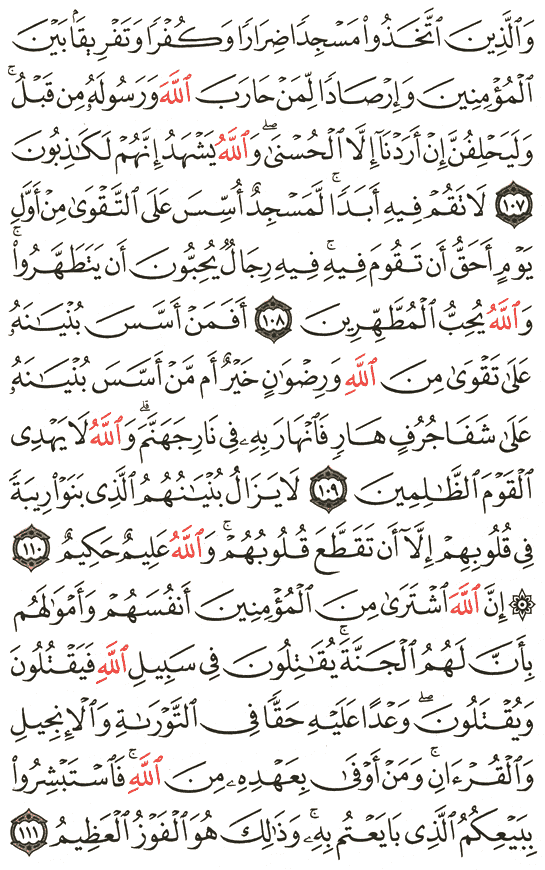 وَٱلَّذِينَ ٱتَّخَذُوا۟ مَسْجِدًا ضِرَارًا وَكُفْرًا وَتَفْرِيقًۢا بَيْنَ
ٱلْمُؤْمِنِينَ وَإِرْصَادًا لِّمَنْ حَارَبَ ٱللَّهَ وَرَسُولَهُۥ مِن قَبْلُ ۚ
وَلَيَحْلِفُنَّ إِنْ أَرَدْنَآ إِلَّا ٱلْحُسْنَىٰ ۖ وَٱللَّهُ يَشْهَدُ إِنَّهُمْ لَكَـٰذِبُونَ
﴿١٠٧﴾ لَا تَقُمْ فِيهِ أَبَدًا ۚ لَّمَسْجِدٌ أُسِّسَ عَلَى ٱلتَّقْوَىٰ مِنْ أَوَّلِ
يَوْمٍ أَحَقُّ أَن تَقُومَ فِيهِ ۚ فِيهِ رِجَالٌ يُحِبُّونَ أَن يَتَطَهَّرُوا۟ ۚ
وَٱللَّهُ يُحِبُّ ٱلْمُطَّهِّرِينَ ﴿١٠٨﴾ أَفَمَنْ أَسَّسَ بُنْيَـٰنَهُۥ
عَلَىٰ تَقْوَىٰ مِنَ ٱللَّهِ وَرِضْوَٰنٍ خَيْرٌ أَم مَّنْ أَسَّسَ بُنْيَـٰنَهُۥ
عَلَىٰ شَفَا جُرُفٍ هَارٍ فَٱنْهَارَ بِهِۦ فِى نَارِ جَهَنَّمَ ۗ وَٱللَّهُ لَا يَهْدِى
ٱلْقَوْمَ ٱلظَّـٰلِمِينَ ﴿١٠٩﴾ لَا يَزَالُ بُنْيَـٰنُهُمُ ٱلَّذِى بَنَوْا۟ رِيبَةً
فِى قُلُوبِهِمْ إِلَّآ أَن تَقَطَّعَ قُلُوبُهُمْ ۗ وَٱللَّهُ عَلِيمٌ حَكِيمٌ ﴿١١٠﴾
۞ إِنَّ ٱللَّهَ ٱشْتَرَىٰ مِنَ ٱلْمُؤْمِنِينَ أَنفُسَهُمْ وَأَمْوَٰلَهُم
بِأَنَّ لَهُمُ ٱلْجَنَّةَ ۚ يُقَـٰتِلُونَ فِى سَبِيلِ ٱللَّهِ فَيَقْتُلُونَ
وَيُقْتَلُونَ ۖ وَعْدًا عَلَيْهِ حَقًّا فِى ٱلتَّوْرَىٰةِ وَٱلْإِنجِيلِ
وَٱلْقُرْءَانِ ۚ وَمَنْ أَوْفَىٰ بِعَهْدِهِۦ مِنَ ٱللَّهِ ۚ فَٱسْتَبْشِرُوا۟
بِبَيْعِكُمُ ٱلَّذِى بَايَعْتُم بِهِۦ ۚ وَذَٰلِكَ هُوَ ٱلْفَوْزُ ٱلْعَظِيمُ ﴿١١١﴾